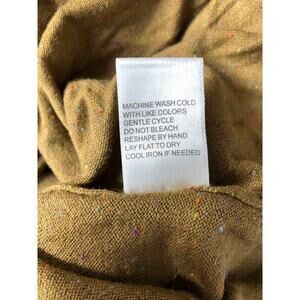 MACHINE WASH COLD
WITH LIKE COLORS
GENTLE CYCLE
DO NOT BLEACH
RESHAPE BY HAND
LAY FLAT TO DRY
COOL IRON IF NEEDED